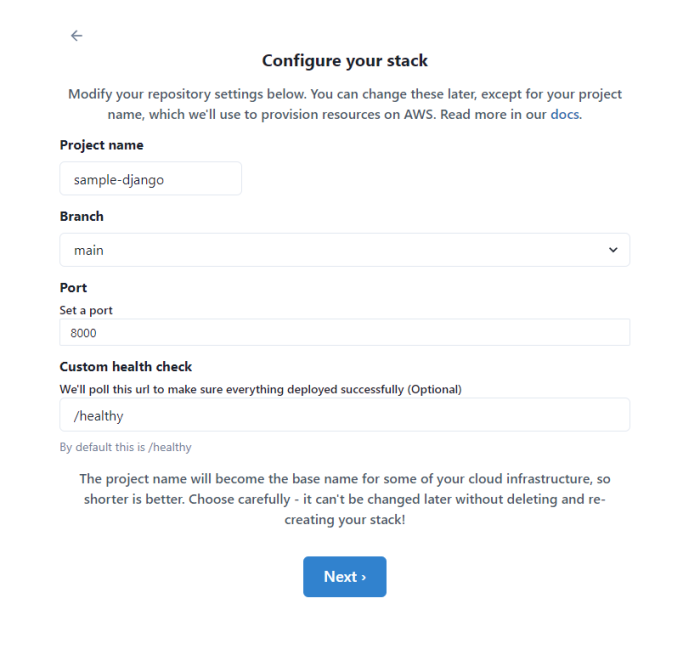 Configure your stack
Modify your repository settings below. You can change these later, except for your project
name, which we'll use to provision resources on AWS. Read more in our docs.
Project name
sample-django
Branch
main
Port
Set a port
8000
Custom health check
We'll poll this url to make sure everything deployed successfully (Optional)
/healthy
By default this is /healthy
The project name will become the base name for some of your cloud infrastructure, so
shorter is better. Choose carefully - it can't be changed later without deleting and re-
creating your stack!
Next ›